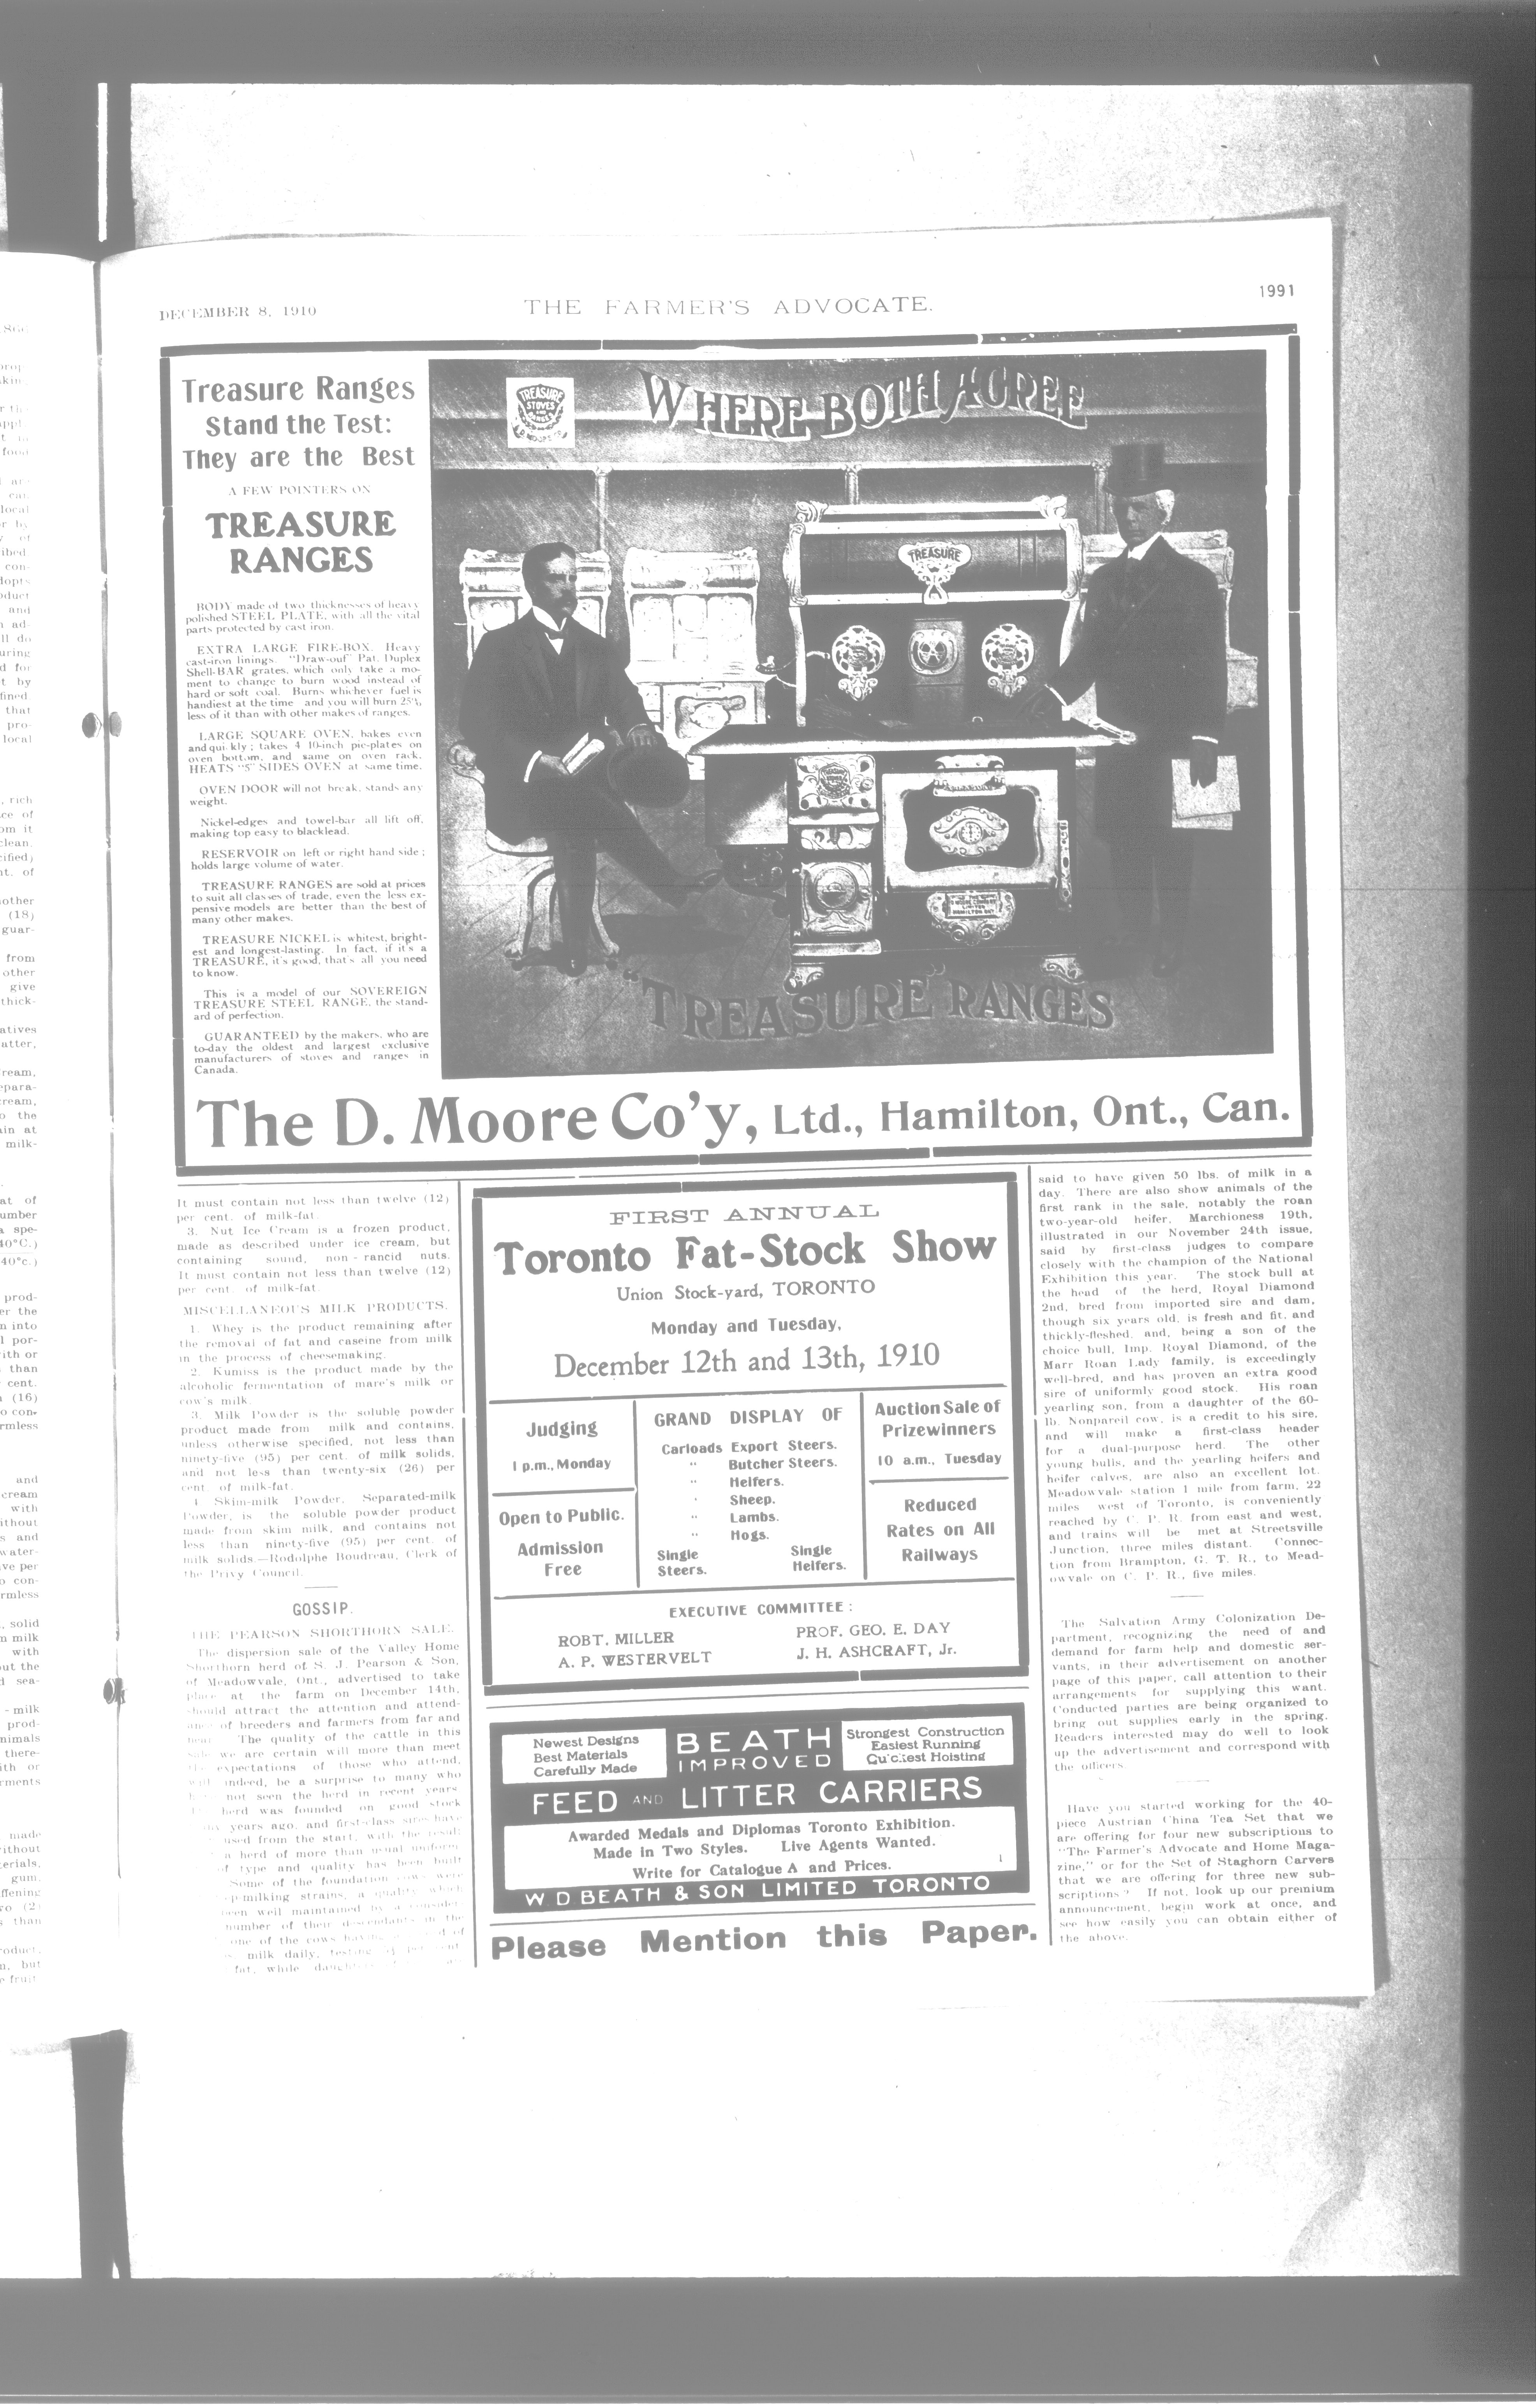 DECEMBER 8, 1910
THE FARMER'S ADVOCATE.
1991
Treasure Ranges
Stand the Test:
They are the Best
A FEW POINTERS ON
TREASURE
RANGES
BODY made of two thicknesses of heavy
polished STEEL PLATE, with all the vital
parts protected by cast iron.
EXTRA LARGE FIRE-BOX. Heavy
cast-iron linings. "Draw-out" Pat. Duplex
Shell-BAR grates, which only take a mo-
ment to change to burn wood instead of
hard or soft coal. Burns whichever fuel is
handiest at the time and you will burn 25%
less of it than with other makes of ranges.
LARGE SQUARE OVEN, bakes even
and quickly; takes 4 10-inch pie-plates on
oven bottom, and same on oven rack.
HEATS "5" SIDES OVEN at same time.
OVEN DOOR will not break, stands any
weight.
Nickel-edges and towel-bar all lift off,
making top easy to blacklead.
RESERVOIR on left or right hand side;
holds large volume of water.
TREASURE RANGES are sold at prices
to suit all classes of trade, even the less ex-
pensive models are better than the best of
many other makes.
TREASURE NICKEL is whitest, bright-
est and longest-lasting. In fact, if it's a
TREASURE, it's good, that's all you need
to know.
This is a model of our SOVEREIGN
TREASURE STEEL RANGE, the stand-
ard of perfection.
GUARANTEED by the makers, who are
to-day the oldest and largest exclusive
manufacturers of stoves and ranges in
Canada.
TREASURE
STOVES
WHERE BOTH AGREE
TREASURE
"TREASURE" RANGES
The D. Moore Co'y, Ltd., Hamilton, Ont., Can.
It must contain not less than twelve (12)
per cent. of milk-fat.
3. Nut Ice Cream is a frozen product,
made as described under ice cream, but
containing sound, non-rancid nuts.
It must contain not less than twelve (12)
per cent. of milk-fat.
MISCELLANEOUS MILK PRODUCTS.
1. Whey is the product remaining after
the removal of fat and caseine from milk
in the process of cheesemaking.
2. Kumiss is the product made by the
alcoholic fermentation of mare's milk or
cow's milk.
3. Milk Powder is the soluble powder
product made from milk and contains,
unless otherwise specified, not less than
ninety-five (95) per cent. of milk solids,
and not less than twenty-six (26) per
cent of milk-fat.
4 Skim-milk Powder, Separated-milk
Powder, is the soluble powder product
made from skim milk, and contains not
less than ninety-five (95) per cent. of
milk solids.—Rodolphe Boudreau, Clerk of
the Privy Council.
GOSSIP.
THE PEARSON SHORTHORN SALE.
The dispersion sale of the Valley Home
Shorthorn herd of S. J. Pearson & Son,
of Meadowvale, Ont., advertised to take
place at the farm on December 14th,
should attract the attention and attend-
ance of breeders and farmers from far and
near. The quality of the cattle in this
sale we are certain will more than meet
the expectations of those who attend,
will indeed, be a surprise to many who
have not seen the herd in recent years.
The herd was founded on good stock
years ago, and first-class sires have
used from the start, with the result
a herd of more than usual uniform
of type and quality has been built
Some of the foundation cows were
milking strains, a quality which
been well maintained by a
number of their descendants in the
one of the cows having
milk daily, testing per cent
fat, while
FIRST ANNUAL
Toronto Fat-Stock Show
Union Stock-yard, TORONTO
Monday and Tuesday,
December 12th and 13th, 1910
Judging
1 p.m., Monday
Open to Public.
Admission
Free
GRAND DISPLAY OF
Carloads Export Steers.
" Butcher Steers.
" Heifers.
" Sheep.
" Lambs.
" Hogs.
Single Steers.
Single Heifers.
Auction Sale of
Prizewinners
10 a.m., Tuesday
Reduced
Rates on All
Railways
EXECUTIVE COMMITTEE:
ROBT. MILLER PROF. GEO. E. DAY
A. P. WESTERVELT J. H. ASHCRAFT, Jr.
Newest Designs
Best Materials
Carefully Made
BEATH
IMPROVED
Strongest Construction
Easiest Running
Quickest Hoisting
FEED AND LITTER CARRIERS
Awarded Medals and Diplomas Toronto Exhibition.
Made in Two Styles. Live Agents Wanted.
Write for Catalogue A and Prices.
W D BEATH & SON LIMITED TORONTO
Please Mention this Paper.
said to have given 50 lbs. of milk in a
day. There are also show animals of the
first rank in the sale, notably the roan
two-year-old heifer, Marchioness 19th,
illustrated in our November 24th issue,
said by first-class judges to compare
closely with the champion of the National
Exhibition this year. The stock bull at
the head of the herd, Royal Diamond
2nd, bred from imported sire and dam,
though six years old, is fresh and fit, and
thickly-fleshed, and, being a son of the
choice bull, Imp. Royal Diamond, of the
Marr Roan Lady family, is exceedingly
well-bred, and has proven an extra good
sire of uniformly good stock. His roan
yearling son, from a daughter of the 60-
lb. Nonpareil cow, is a credit to his sire,
and will make a first-class header
for a dual-purpose herd. The other
young bulls, and the yearling heifers and
heifer calves, are also an excellent lot.
Meadowvale station 1 mile from farm, 22
miles west of Toronto, is conveniently
reached by C. P. R. from east and west,
and trains will be met at Streetsville
Junction, three miles distant. Connec-
tion from Brampton, G. T. R., to Mead-
owvale on C. P. R., five miles.
The Salvation Army Colonization De-
partment, recognizing the need of and
demand for farm help and domestic ser-
vants, in their advertisement on another
page of this paper, call attention to their
arrangements for supplying this want.
Conducted parties are being organized to
bring out supplies early in the spring.
Readers interested may do well to look
up the advertisement and correspond with
the officers.
Have you started working for the 40-
piece Austrian China Tea Set that we
are offering for four new subscriptions to
"The Farmer's Advocate and Home Maga-
zine," or for the Set of Staghorn Carvers
that we are offering for three new sub-
scriptions? If not, look up our premium
announcement, begin work at once, and
see how easily you can obtain either of
the above.